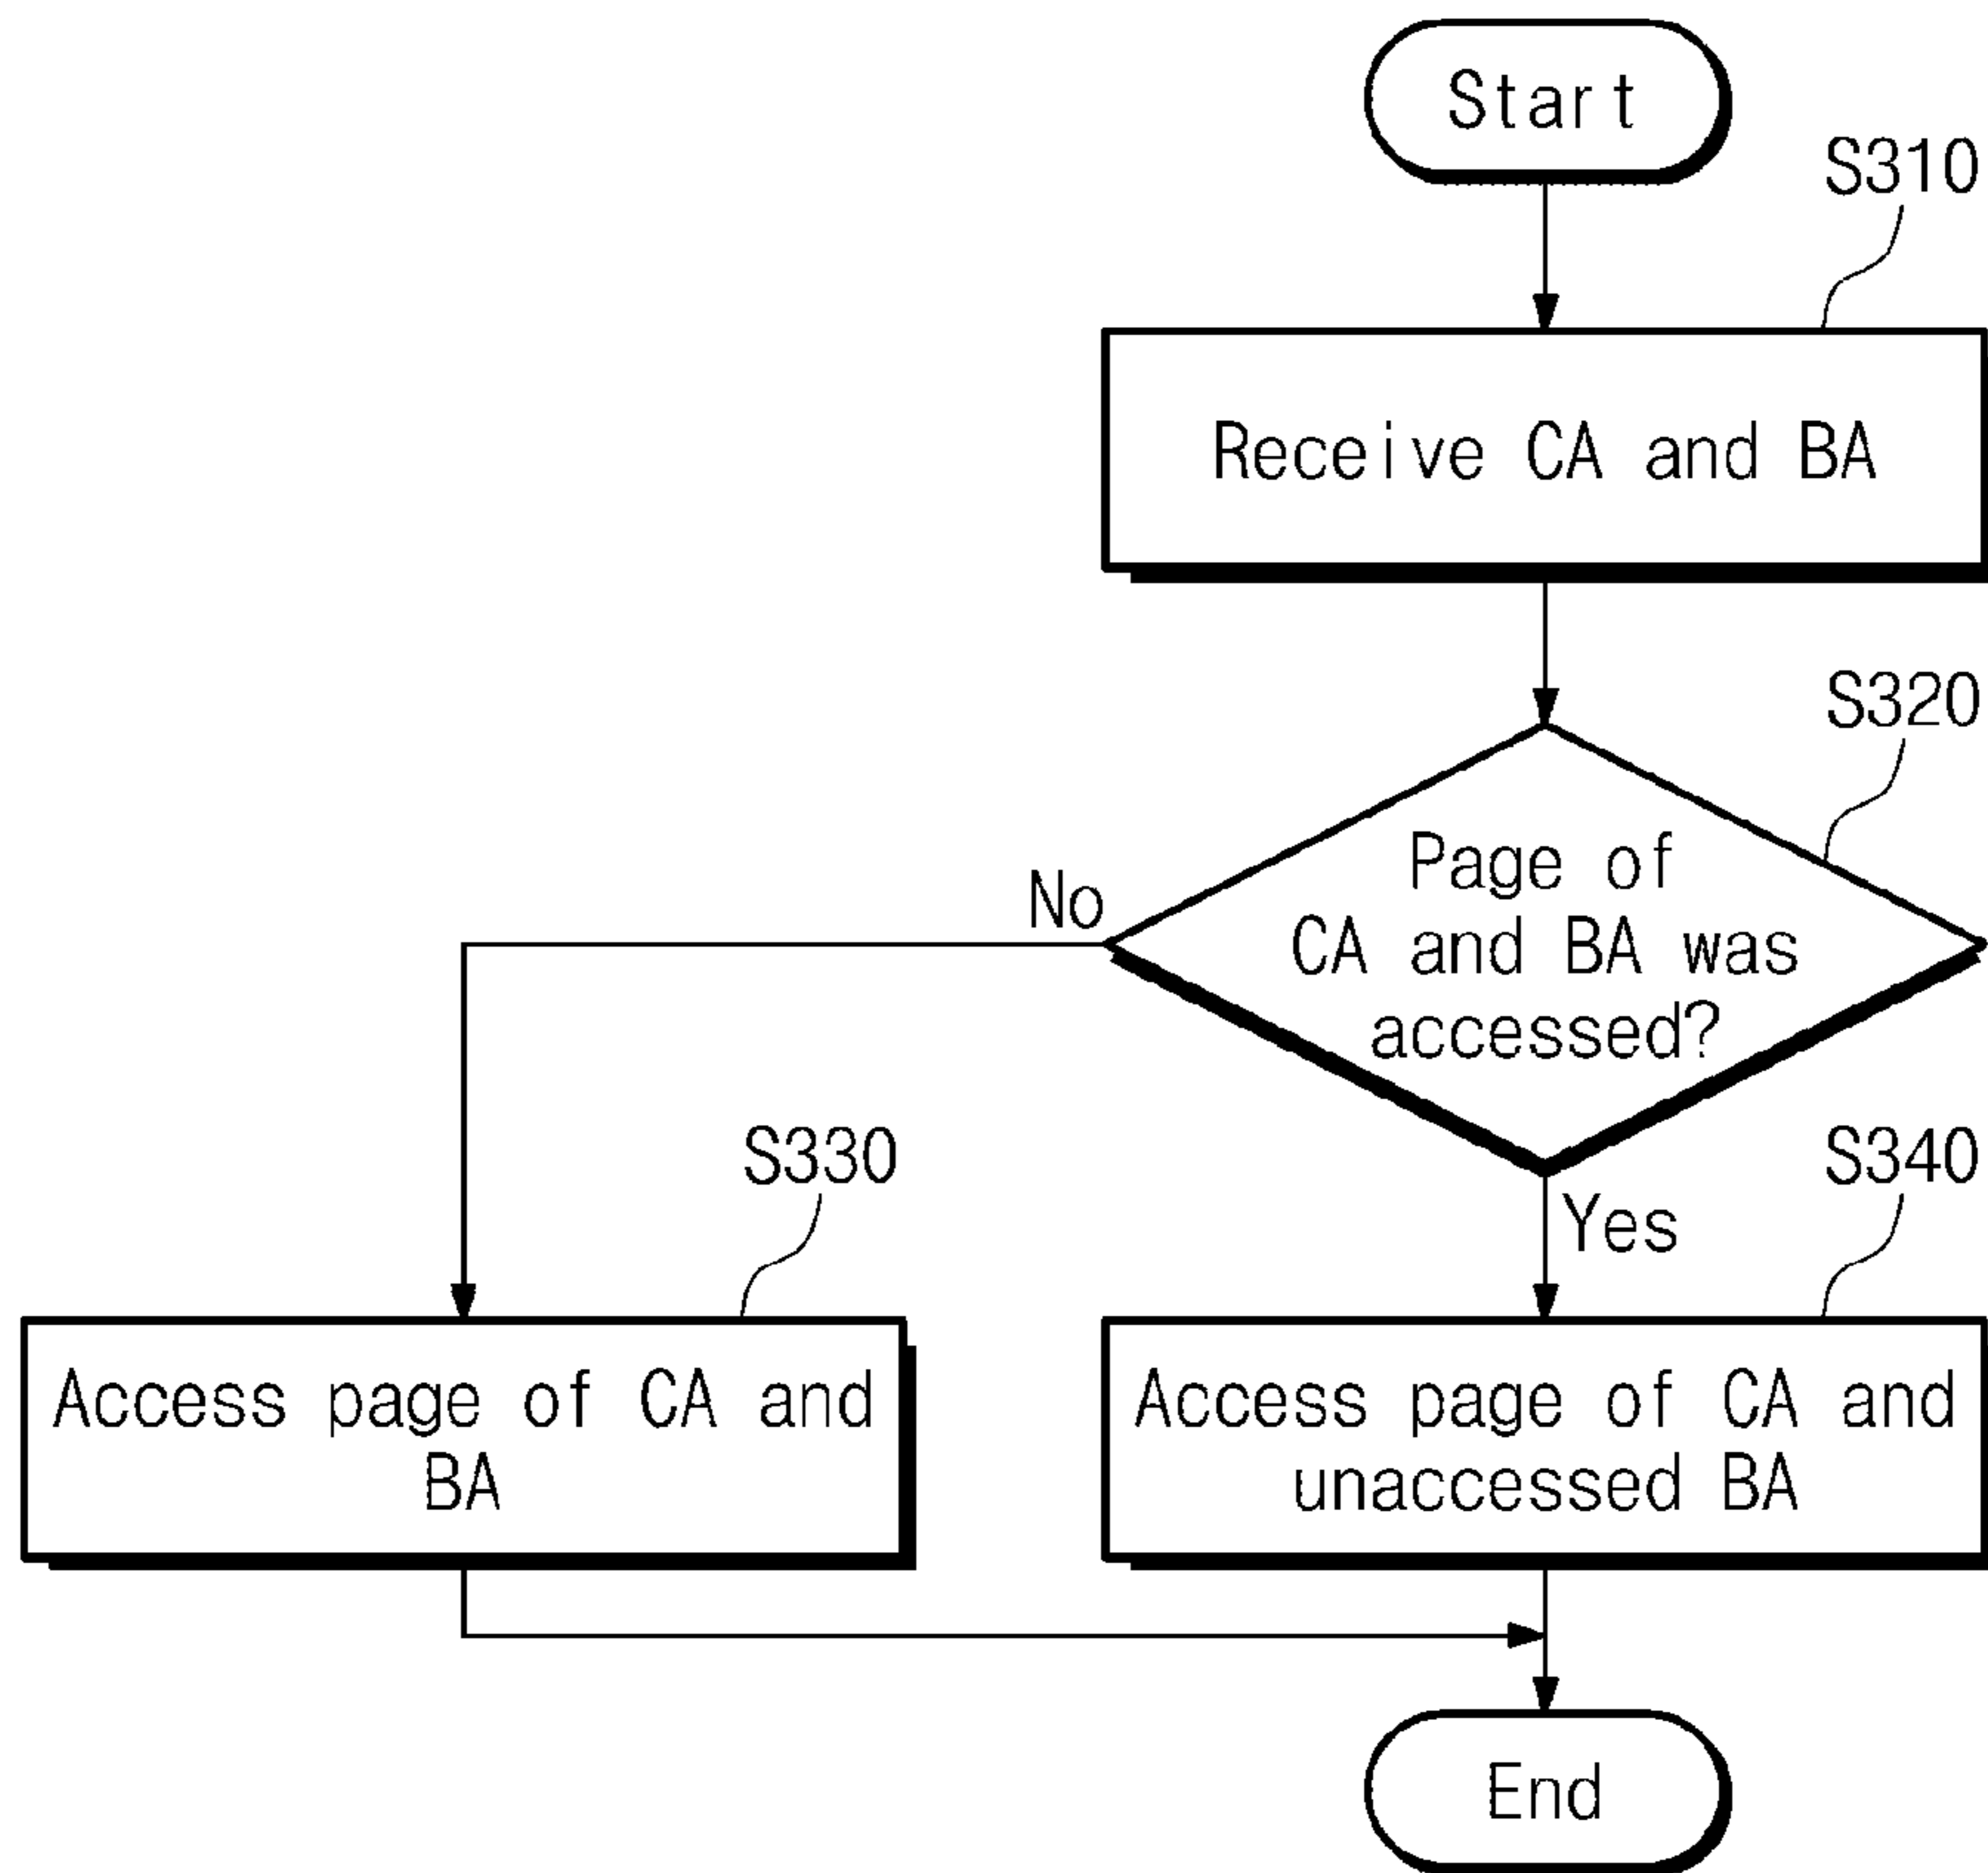 Start
S310
Receive CA and BA
S320
Page of
CA and BA was
accessed?
No
Yes
S330
Access page of CA and
BA
S340
Access page of CA and
unaccessed BA
End